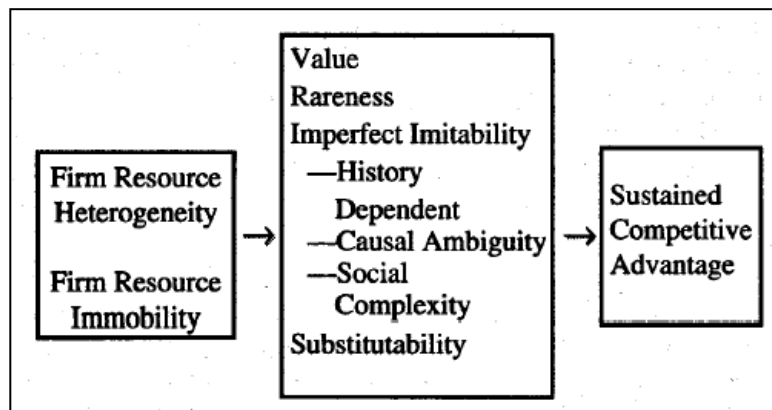 Firm Resource
Heterogeneity
Firm Resource
Immobility
Value
Rareness
Imperfect Imitability
—History
Dependent
—Causal Ambiguity
—Social
Complexity
Substitutability
Sustained
Competitive
Advantage